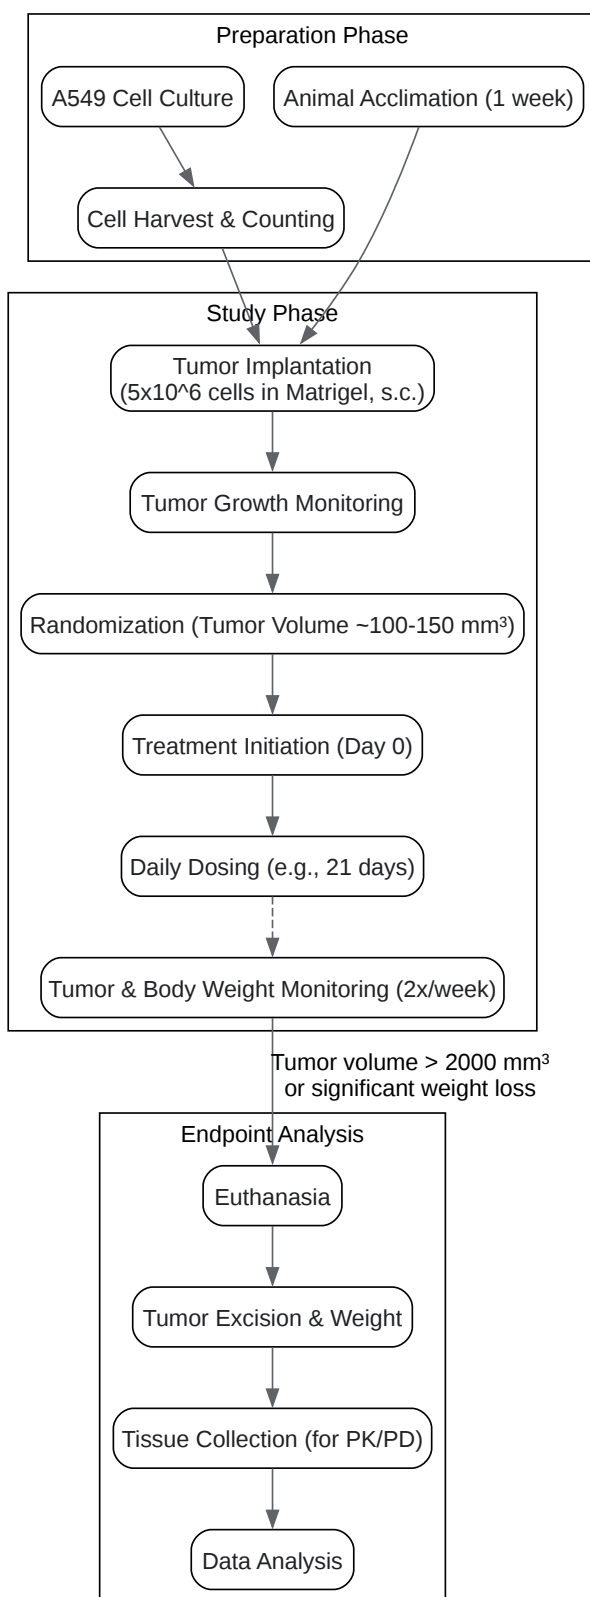 Preparation Phase
A549 Cell Culture
Animal Acclimation (1 week)
Cell Harvest & Counting
Study Phase
Tumor Implantation
(5x10^6 cells in Matrigel, s.c.)
Tumor Growth Monitoring
Randomization (Tumor Volume ~100-150 mm³)
Treatment Initiation (Day 0)
Daily Dosing (e.g., 21 days)
Tumor & Body Weight Monitoring (2x/week)
Tumor volume > 2000 mm³
or significant weight loss
Endpoint Analysis
Euthanasia
Tumor Excision & Weight
Tissue Collection (for PK/PD)
Data Analysis